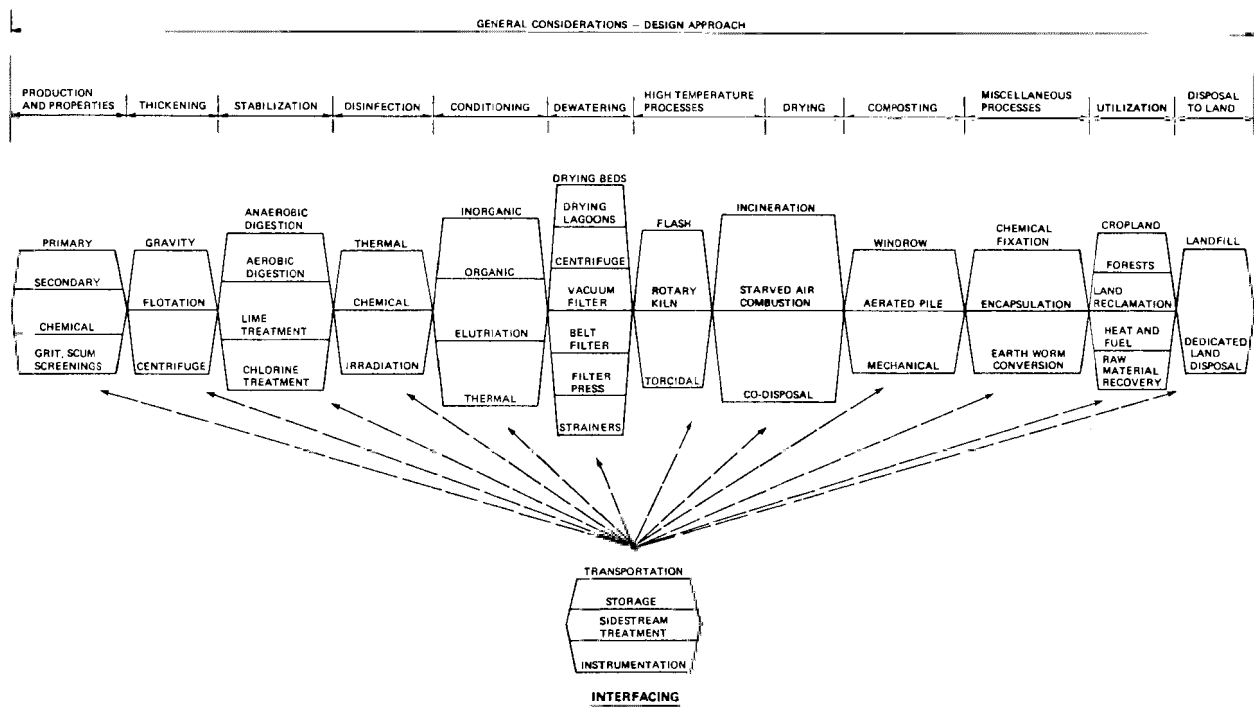 GENERAL CONSIDERATIONS – DESIGN APPROACH
PRODUCTION
AND PROPERTIES
THICKENING
STABILIZATION
DISINFECTION
CONDITIONING
DEWATERING
HIGH TEMPERATURE
PROCESSES
DRYING
COMPOSTING
MISCELLANEOUS
PROCESSES
UTILIZATION
DISPOSAL
TO LAND
PRIMARY
SECONDARY
CHEMICAL
GRIT, SCUM
SCREENINGS
GRAVITY
FLOTATION
CENTRIFUGE
ANAEROBIC
DIGESTION
AEROBIC
DIGESTION
LIME
TREATMENT
CHLORINE
TREATMENT
THERMAL
CHEMICAL
IRRADIATION
INORGANIC
ORGANIC
ELUTRIATION
THERMAL
DRYING BEDS
DRYING
LAGOONS
CENTRIFUGE
VACUUM
FILTER
BELT
FILTER
FILTER
PRESS
STRAINERS
FLASH
ROTARY
KILN
TORCIDAL
INCINERATION
STARVED AIR
COMBUSTION
CO-DISPOSAL
WINDROW
AERATED PILE
MECHANICAL
CHEMICAL
FIXATION
ENCAPSULATION
EARTH WORM
CONVERSION
CROPLAND
FORESTS
LAND
RECLAMATION
HEAT AND
FUEL
RAW
MATERIAL
RECOVERY
LANDFILL
DEDICATED
LAND
DISPOSAL
TRANSPORTATION
STORAGE
SIDESTREAM
TREATMENT
INSTRUMENTATION
INTERFACING